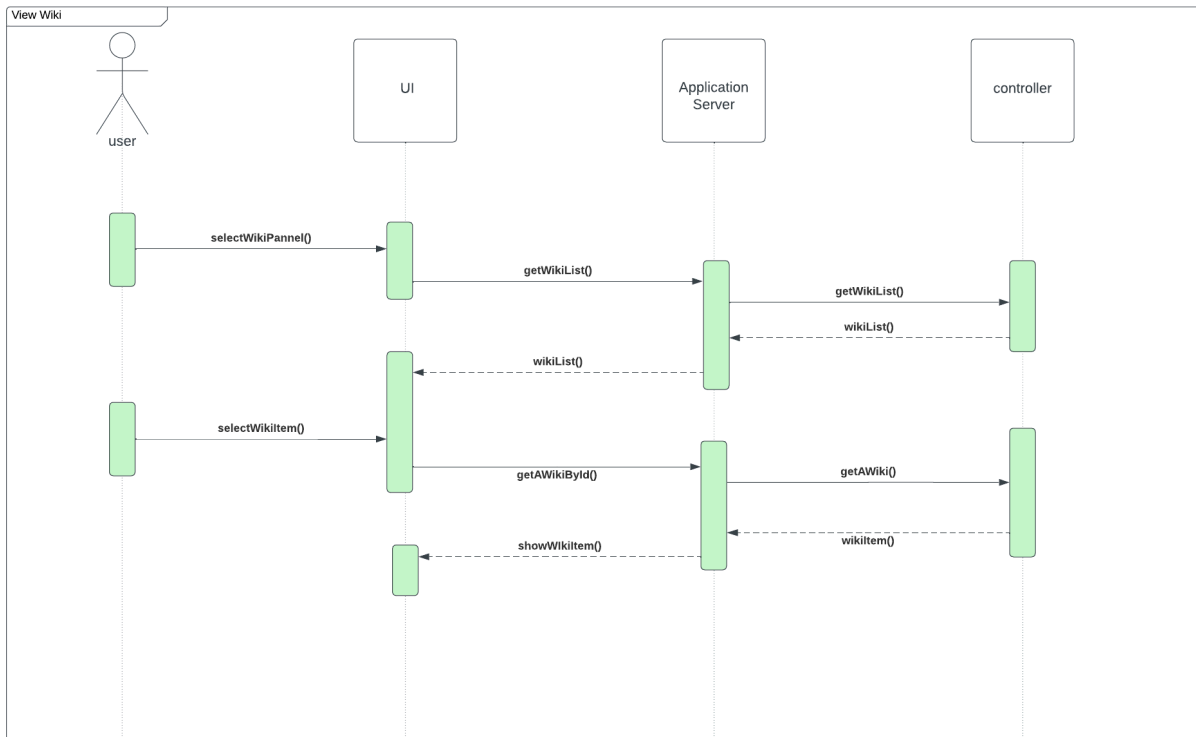 View Wiki
user
UI
Application
Server
controller
selectWikiPannel()
getWikiList()
getWikiList()
wikiList()
wikiList()
selectWikiItem()
getAWikiById()
getAWiki()
wikiItem()
showWIkiItem()